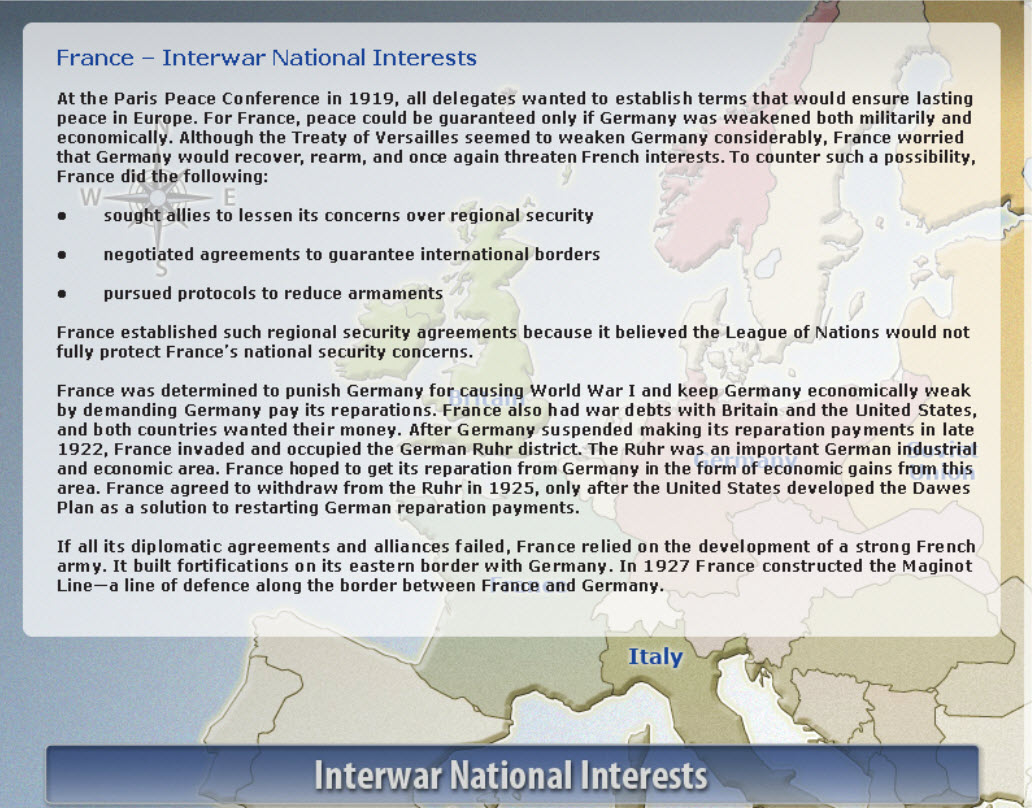 France – Interwar National Interests
At the Paris Peace Conference in 1919, all delegates wanted to establish terms that would ensure lasting
peace in Europe. For France, peace could be guaranteed only if Germany was weakened both militarily and
economically. Although the Treaty of Versailles seemed to weaken Germany considerably, France worried
that Germany would recover, rearm, and once again threaten French interests. To counter such a possibility,
France did the following:
N
W
E
S
• sought allies to lessen its concerns over regional security
• negotiated agreements to guarantee international borders
• pursued protocols to reduce armaments
France established such regional security agreements because it believed the League of Nations would not
fully protect France's national security concerns.
France was determined to punish Germany for causing World War I and keep Germany economically weak
by demanding Germany pay its reparations. France also had war debts with Britain and the United States,
and both countries wanted their money. After Germany suspended making its reparation payments in late
1922, France invaded and occupied the German Ruhr district. The Ruhr was an important German industrial
and economic area. France hoped to get its reparation from Germany in the form of economic gains from this
area. France agreed to withdraw from the Ruhr in 1925, only after the United States developed the Dawes
Plan as a solution to restarting German reparation payments.
If all its diplomatic agreements and alliances failed, France relied on the development of a strong French
army. It built fortifications on its eastern border with Germany. In 1927 France constructed the Maginot
Line—a line of defence along the border between France and Germany.
Britain
Germany
Soviet
Union
France
Italy
Interwar National Interests